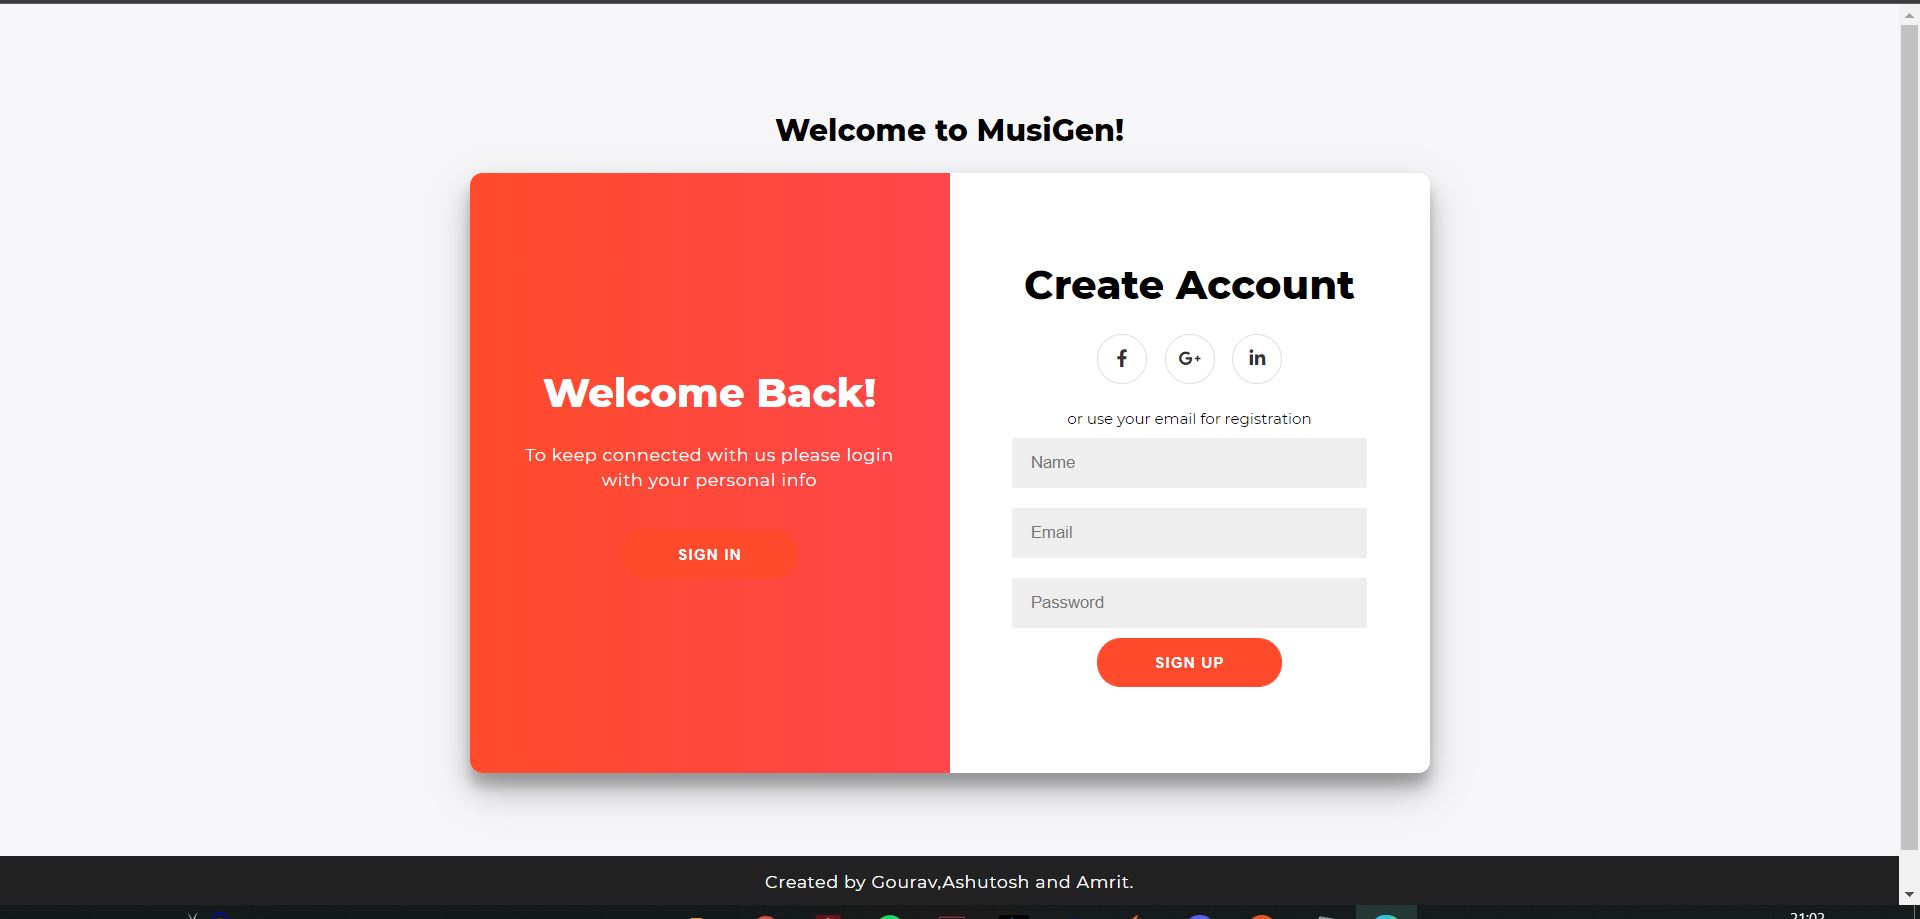 Welcome to MusiGen!
Welcome Back!
To keep connected with us please login
with your personal info
SIGN IN
Create Account
f
G+
in
or use your email for registration
Name
Email
Password
SIGN UP
Created by Gourav,Ashutosh and Amrit.
21:02